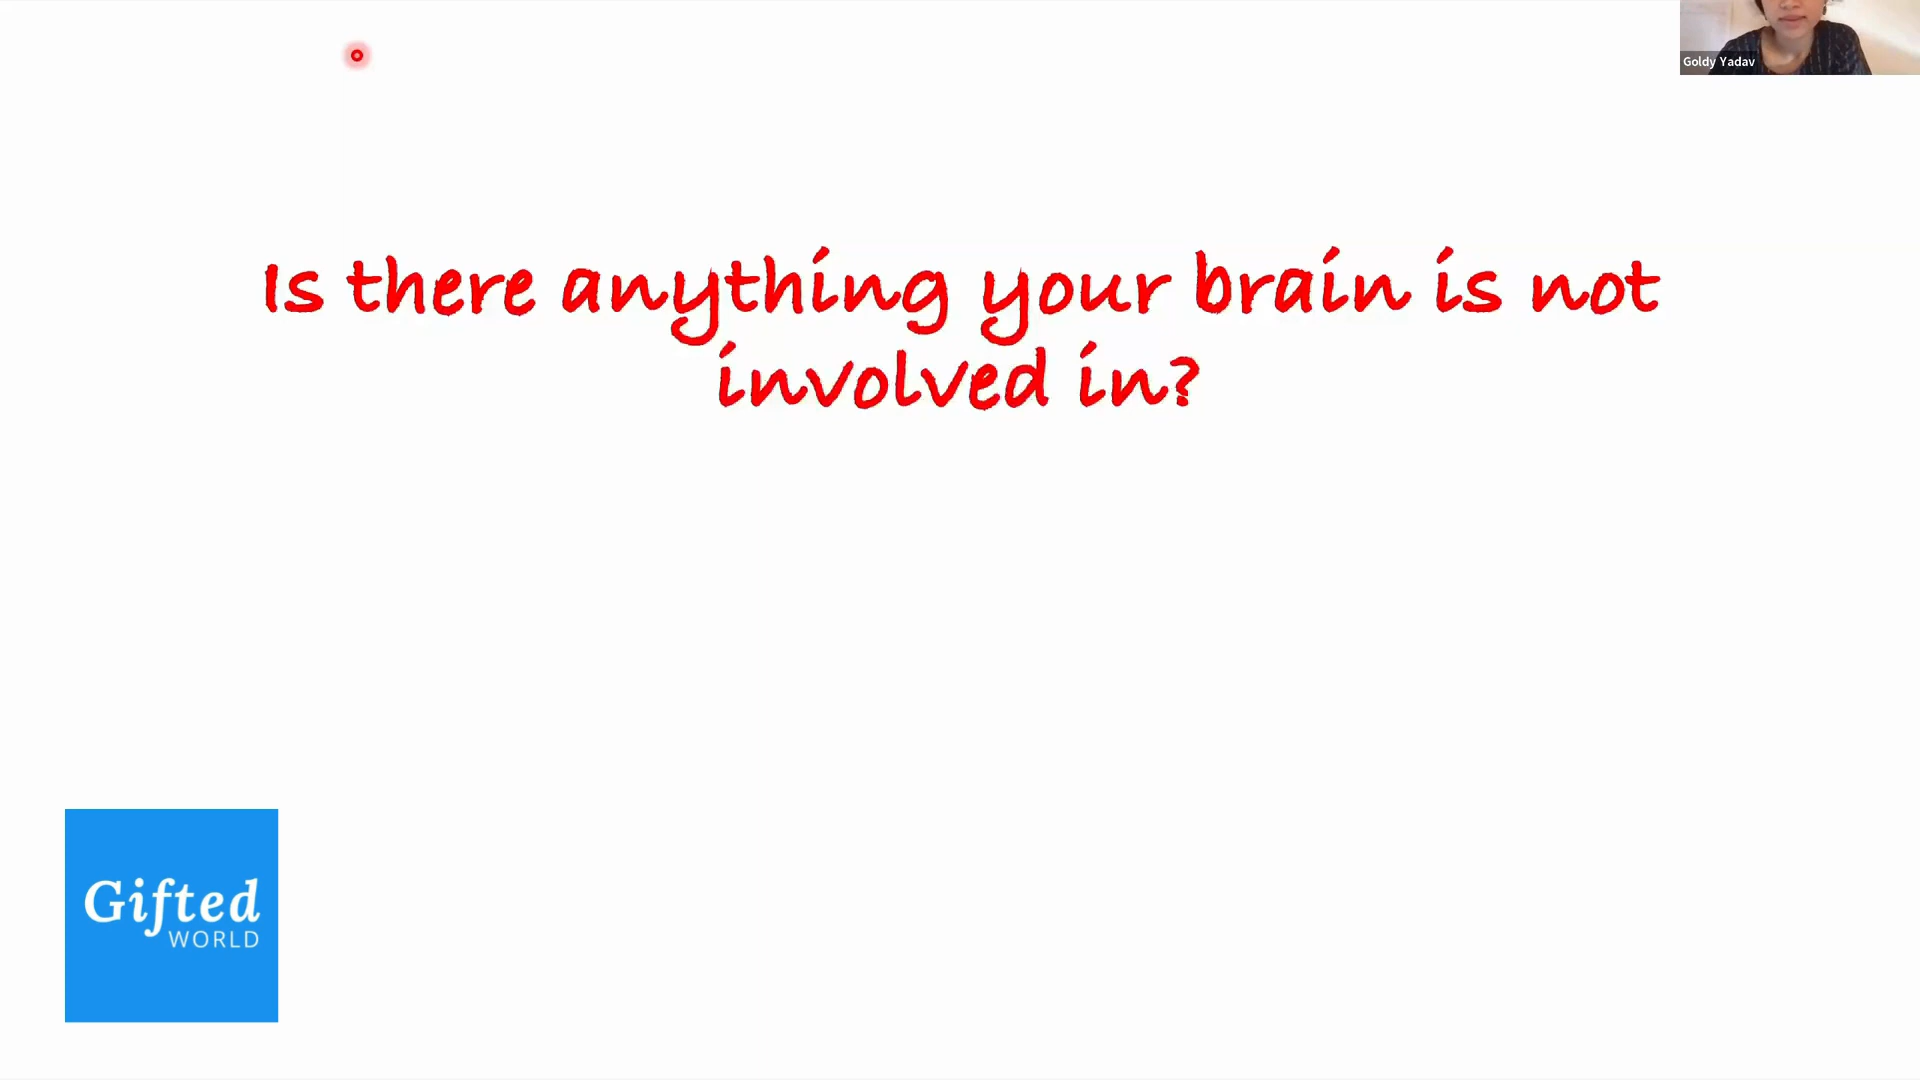 Goldy Yadav
Is there anything your brain is not
involved in?
Gifted
WORLD